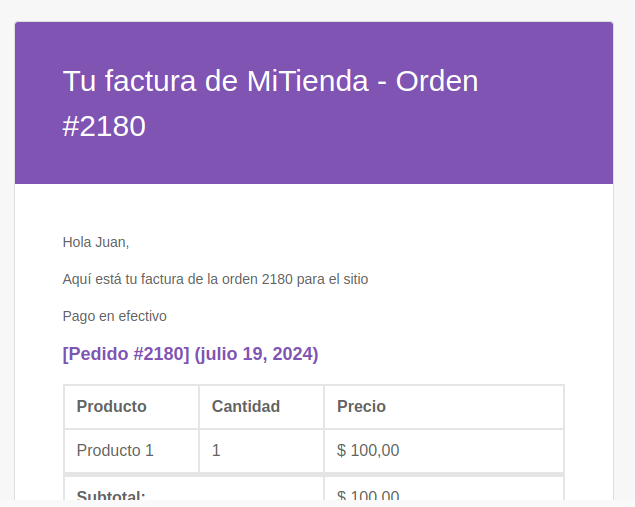 Tu factura de MiTienda - Orden
#2180
Hola Juan,
Aquí está tu factura de la orden 2180 para el sitio
Pago en efectivo
[Pedido #2180] (julio 19, 2024)
Producto Cantidad Precio
Producto 1 1 $ 100,00
Subtotal: $ 100,00